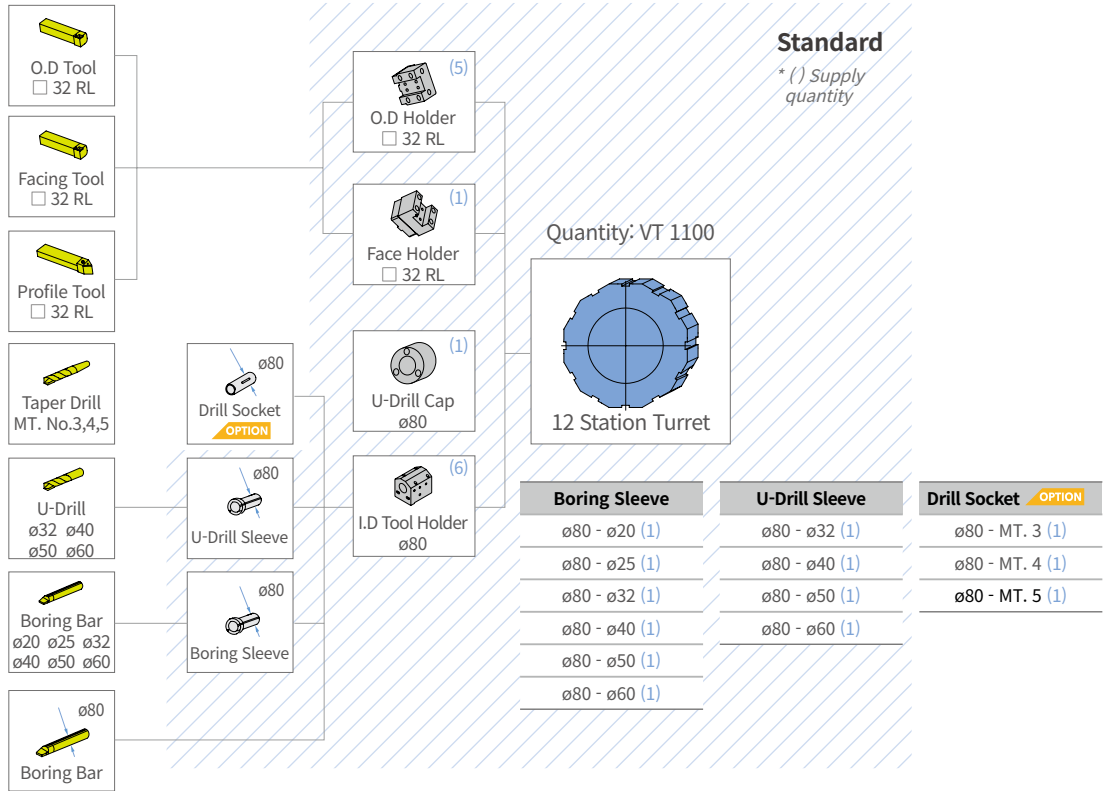 O.D Tool
□ 32 RL
Facing Tool
□ 32 RL
Profile Tool
□ 32 RL
Taper Drill
MT. No.3,4,5
U-Drill
ø32 ø40
ø50 ø60
Boring Bar
ø20 ø25 ø32
ø40 ø50 ø60
ø80
Boring Bar
ø80
Drill Socket
OPTION
ø80
U-Drill Sleeve
ø80
Boring Sleeve
(5)
O.D Holder
□ 32 RL
(1)
Face Holder
□ 32 RL
(1)
U-Drill Cap
ø80
(6)
I.D Tool Holder
ø80
Standard
* ( ) Supply
quantity
Quantity: VT 1100
12 Station Turret
Boring Sleeve
ø80 - ø20 (1)
ø80 - ø25 (1)
ø80 - ø32 (1)
ø80 - ø40 (1)
ø80 - ø50 (1)
ø80 - ø60 (1)
U-Drill Sleeve
ø80 - ø32 (1)
ø80 - ø40 (1)
ø80 - ø50 (1)
ø80 - ø60 (1)
Drill Socket OPTION
ø80 - MT. 3 (1)
ø80 - MT. 4 (1)
ø80 - MT. 5 (1)